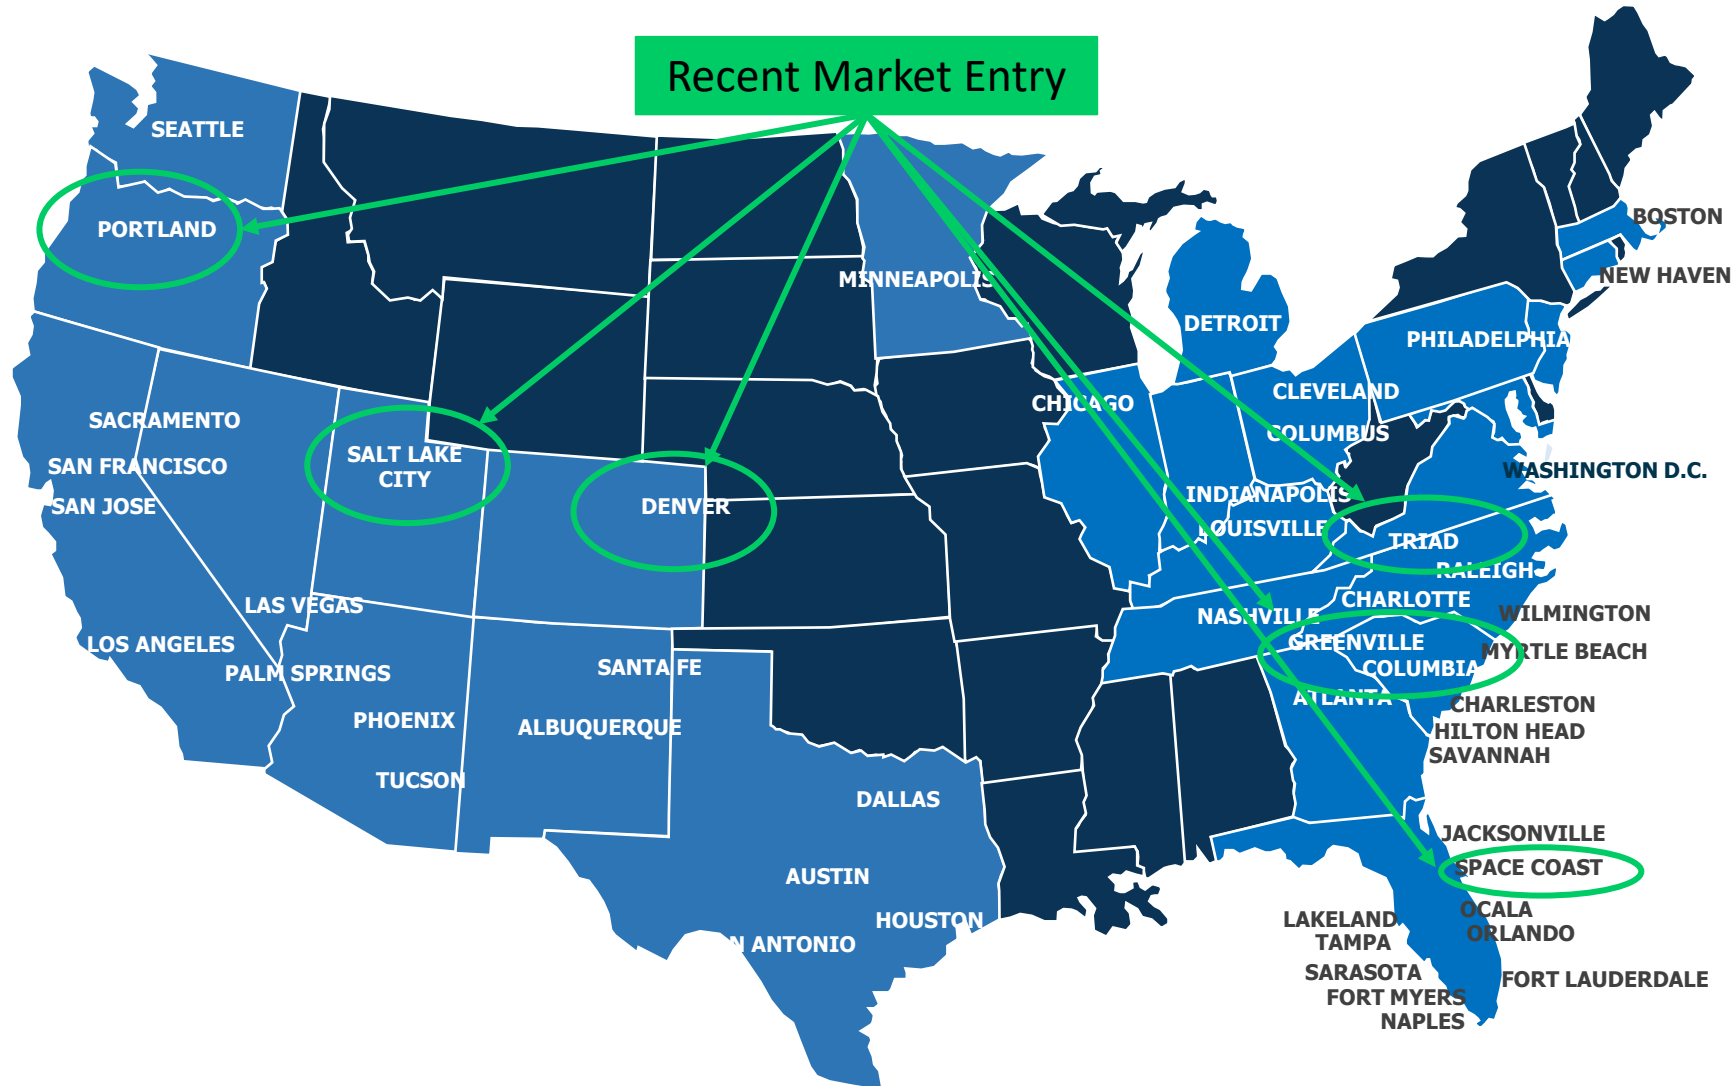 Recent Market Entry
SEATTLE
PORTLAND
MINNEAPOLIS
BOSTON
NEW HAVEN
DETROIT
PHILADELPHIA
CLEVELAND
CHICAGO
COLUMBUS
SACRAMENTO
SAN FRANCISCO
SAN JOSE
SALT LAKE
CITY
DENVER
WASHINGTON D.C.
INDIANAPOLIS
LOUISVILLE
TRIAD
RALEIGH
CHARLOTTE
WILMINGTON
NASHVILLE
GREENVILLE
MYRTLE BEACH
COLUMBIA
LAS VEGAS
LOS ANGELES
PALM SPRINGS
SANTA FE
ATLANTA
CHARLESTON
HILTON HEAD
SAVANNAH
PHOENIX
ALBUQUERQUE
TUCSON
DALLAS
AUSTIN
HOUSTON
N ANTONIO
JACKSONVILLE
SPACE COAST
OCALA
ORLANDO
LAKELAND
TAMPA
SARASOTA
FORT MYERS
NAPLES
FORT LAUDERDALE